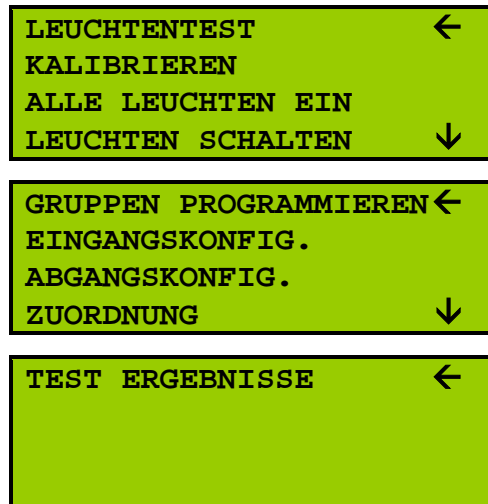 LEUCHTENTEST ←
KALIBRIEREN
ALLE LEUCHTEN EIN
LEUCHTEN SCHALTEN ↓
GRUPPEN PROGRAMMIEREN ←
EINGANGSKONFIG.
ABGANGSKONFIG.
ZUORDNUNG ↓
TEST ERGEBNISSE ←